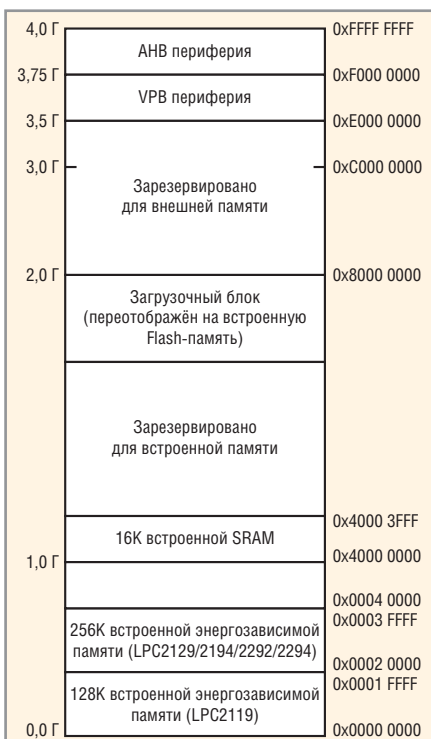 4,0 Г
0xFFFF FFFF
AHB периферия
3,75 Г
0xF000 0000
VPB периферия
3,5 Г
0xE000 0000
3,0 Г
0xC000 0000
Зарезервировано
для внешней памяти
2,0 Г
0x8000 0000
Загрузочный блок
(переотображён на встроенную
Flash-память)
Зарезервировано
для встроенной памяти
0x4000 3FFF
16K встроенной SRAM
1,0 Г
0x4000 0000
0x0004 0000
0x0003 FFFF
256K встроенной энергозависимой
памяти (LPC2129/2194/2292/2294)
0x0002 0000
0x0001 FFFF
128K встроенной энергозависимой
памяти (LPC2119)
0,0 Г
0x0000 0000